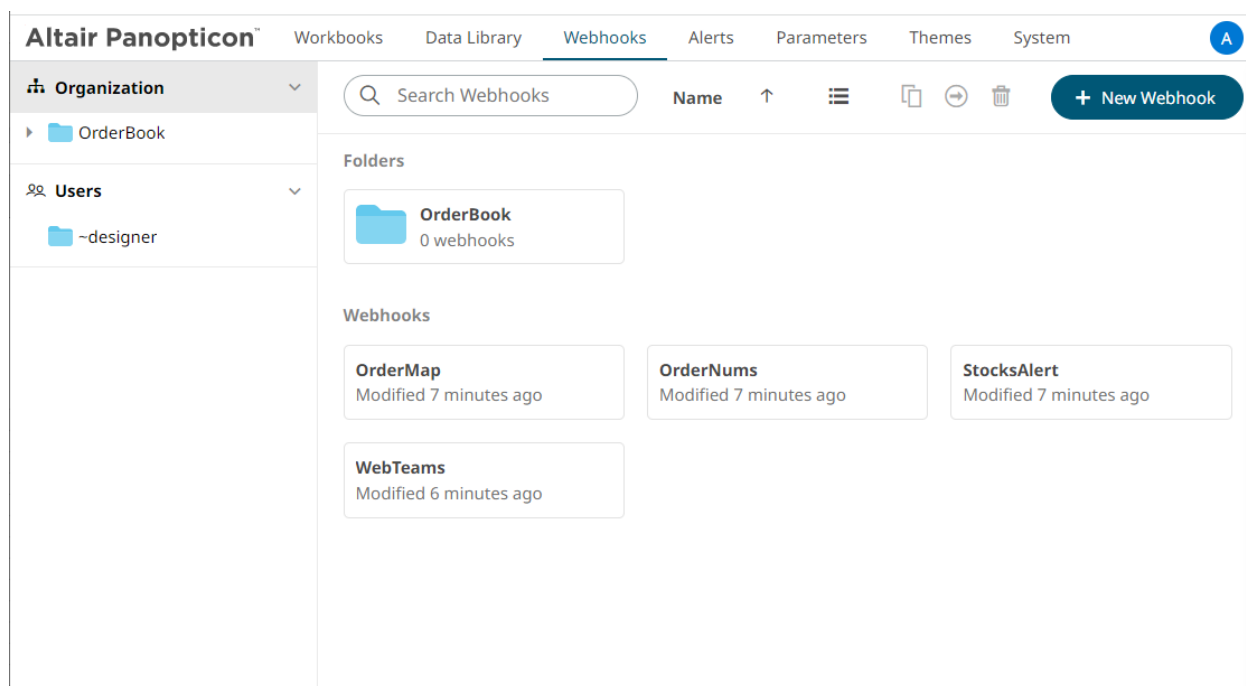 Altair Panopticon™ Workbooks Data Library Webhooks Alerts Parameters Themes System A
Organization
OrderBook
Users
~designer
Search Webhooks Name ↑ + New Webhook
Folders
OrderBook
0 webhooks
Webhooks
OrderMap
Modified 7 minutes ago
OrderNums
Modified 7 minutes ago
StocksAlert
Modified 7 minutes ago
WebTeams
Modified 6 minutes ago